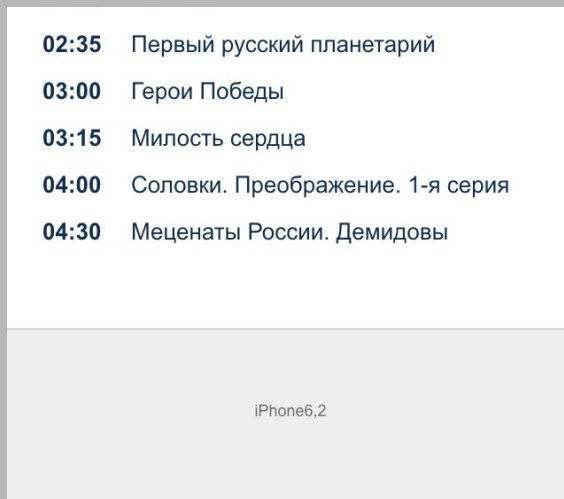 02:35 Первый русский планетарий
03:00 Герои Победы
03:15 Милость сердца
04:00 Соловки. Преображение. 1-я серия
04:30 Меценаты России. Демидовы
iPhone6,2